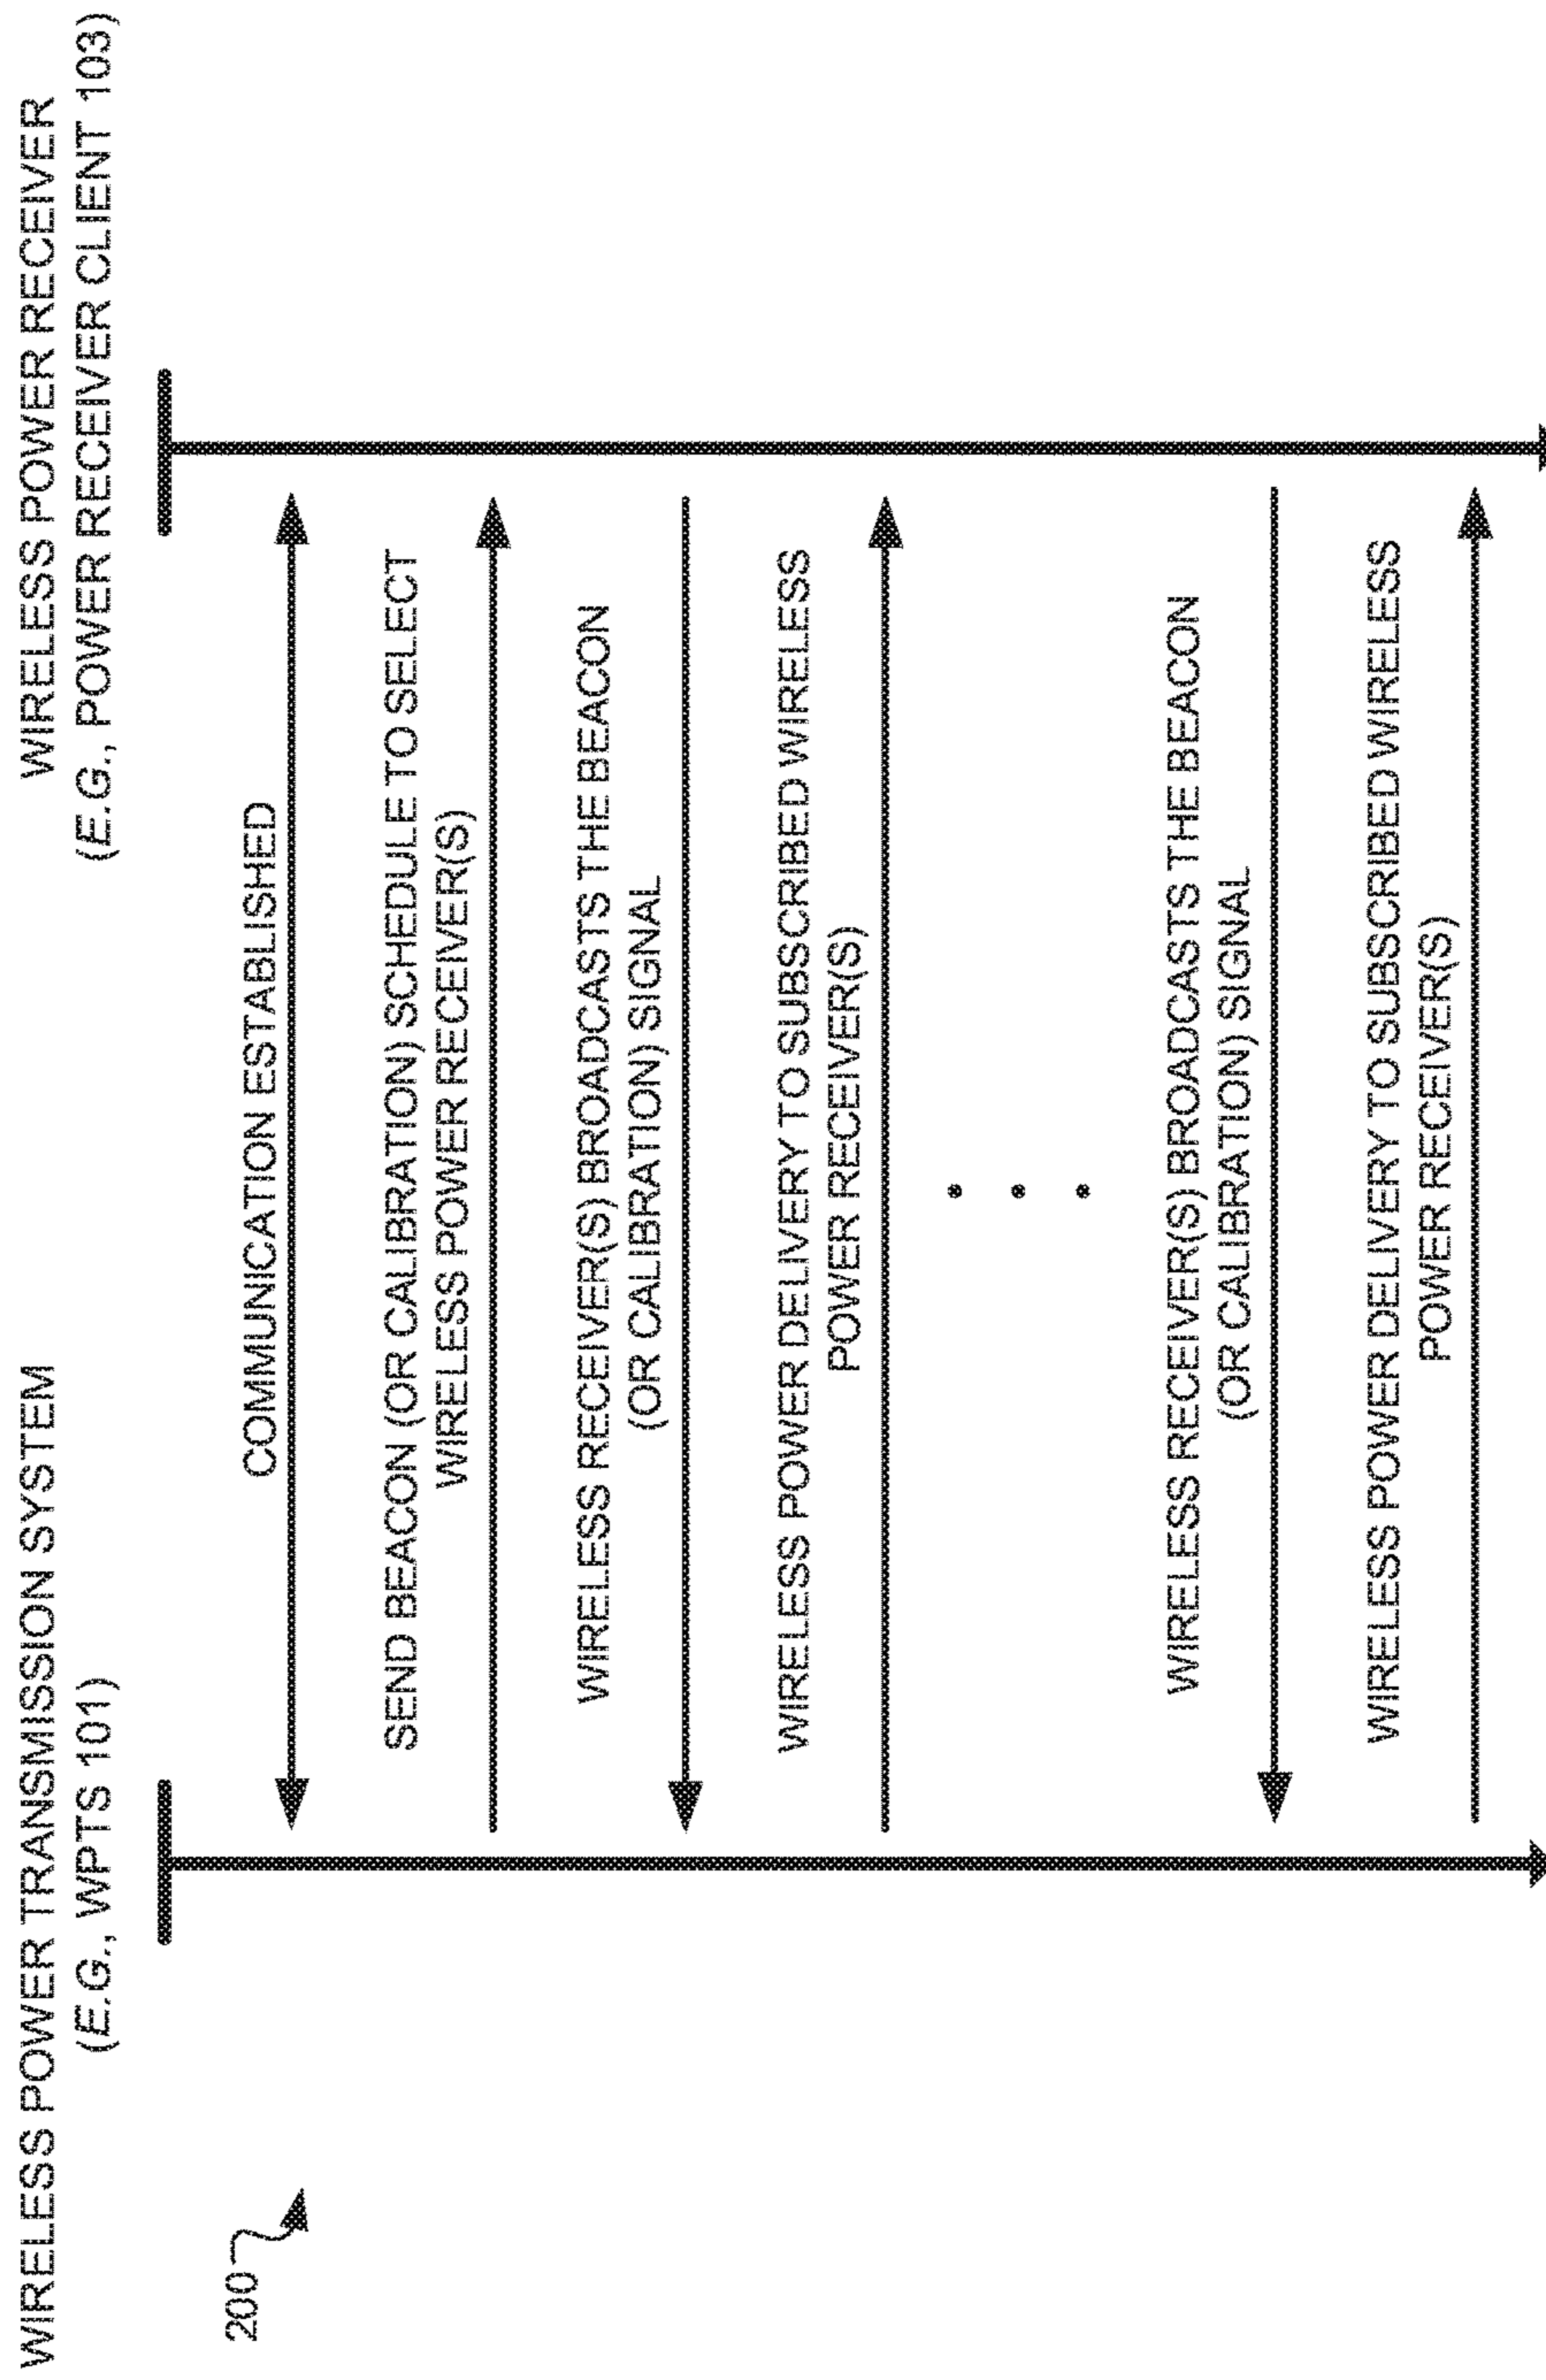 WIRELESS POWER TRANSMISSION SYSTEM
(E.G., WPTS 101)
WIRELESS POWER RECEIVER
(E.G., POWER RECEIVER CLIENT 103)
200
COMMUNICATION ESTABLISHED
SEND BEACON (OR CALIBRATION) SCHEDULE TO SELECT
WIRELESS POWER RECEIVER(S)
WIRELESS RECEIVER(S) BROADCASTS THE BEACON
(OR CALIBRATION) SIGNAL
WIRELESS POWER DELIVERY TO SUBSCRIBED WIRELESS
POWER RECEIVER(S)
WIRELESS RECEIVER(S) BROADCASTS THE BEACON
(OR CALIBRATION) SIGNAL
WIRELESS POWER DELIVERY TO SUBSCRIBED WIRELESS
POWER RECEIVER(S)